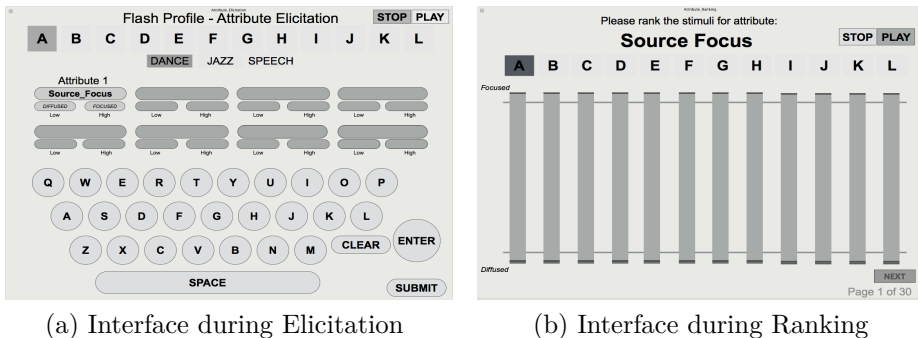 Attribute_Elicitation
Flash Profile - Attribute Elicitation STOP PLAY
A B C D E F G H I J K L
DANCE JAZZ SPEECH
Attribute 1
Source_Focus
DIFFUSED FOCUSED
Low High Low High Low High Low High
Low High Low High Low High Low High
Q W E R T Y U I O P
A S D F G H J K L
Z X C V B N M CLEAR ENTER
SPACE
SUBMIT
(a) Interface during Elicitation
Attribute_Ranking
Please rank the stimuli for attribute:
Source Focus STOP PLAY
A B C D E F G H I J K L
Focused
Diffused
NEXT
Page 1 of 30
(b) Interface during Ranking